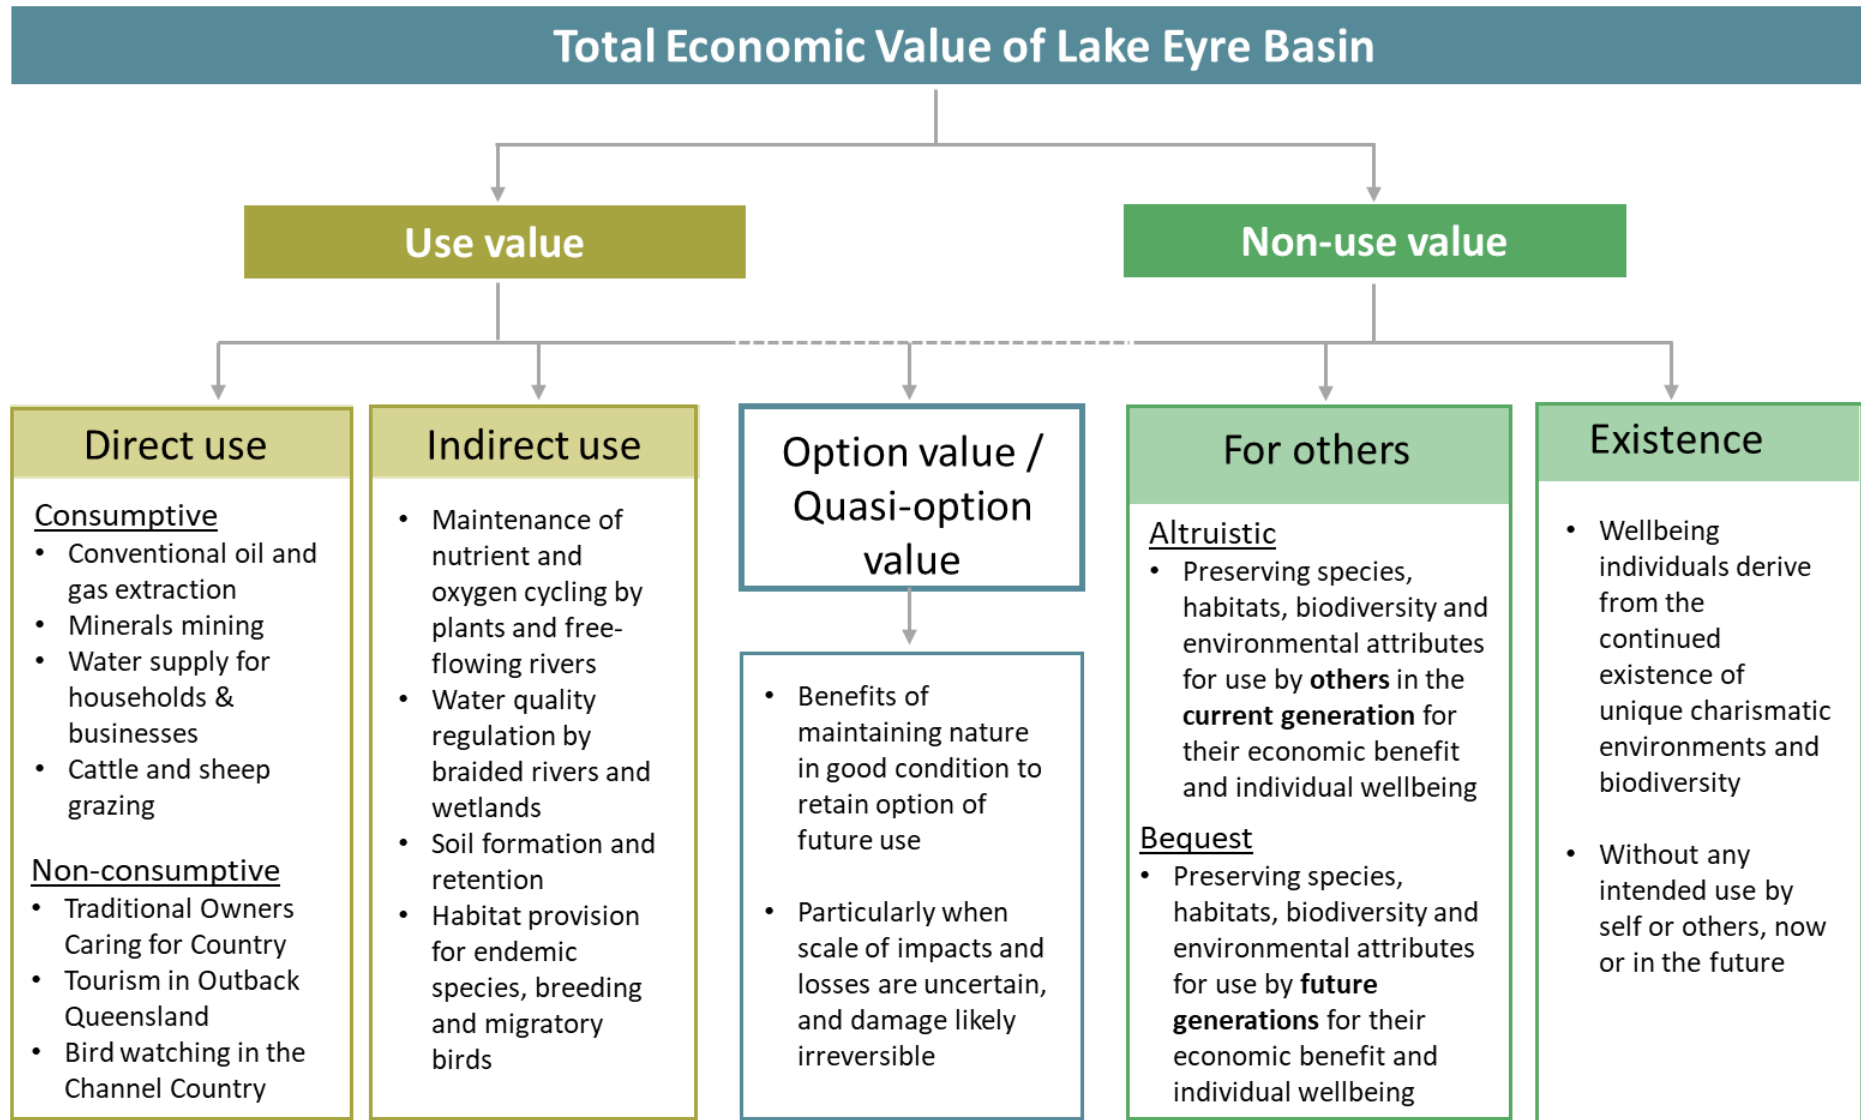 Total Economic Value of Lake Eyre Basin
Use value
Non-use value
Direct use
Consumptive
• Conventional oil and
gas extraction
• Minerals mining
• Water supply for
households &
businesses
• Cattle and sheep
grazing
Non-consumptive
• Traditional Owners
Caring for Country
• Tourism in Outback
Queensland
• Bird watching in the
Channel Country
Indirect use
• Maintenance of
nutrient and
oxygen cycling by
plants and free-
flowing rivers
• Water quality
regulation by
braided rivers and
wetlands
• Soil formation and
retention
• Habitat provision
for endemic
species, breeding
and migratory
birds
Option value /
Quasi-option
value
• Benefits of
maintaining nature
in good condition to
retain option of
future use
• Particularly when
scale of impacts and
losses are uncertain,
and damage likely
irreversible
For others
Altruistic
• Preserving species,
habitats, biodiversity and
environmental attributes
for use by others in the
current generation for
their economic benefit
and individual wellbeing
Bequest
• Preserving species,
habitats, biodiversity and
environmental attributes
for use by future
generations for their
economic benefit and
individual wellbeing
Existence
• Wellbeing
individuals derive
from the
continued
existence of
unique charismatic
environments and
biodiversity
• Without any
intended use by
self or others, now
or in the future